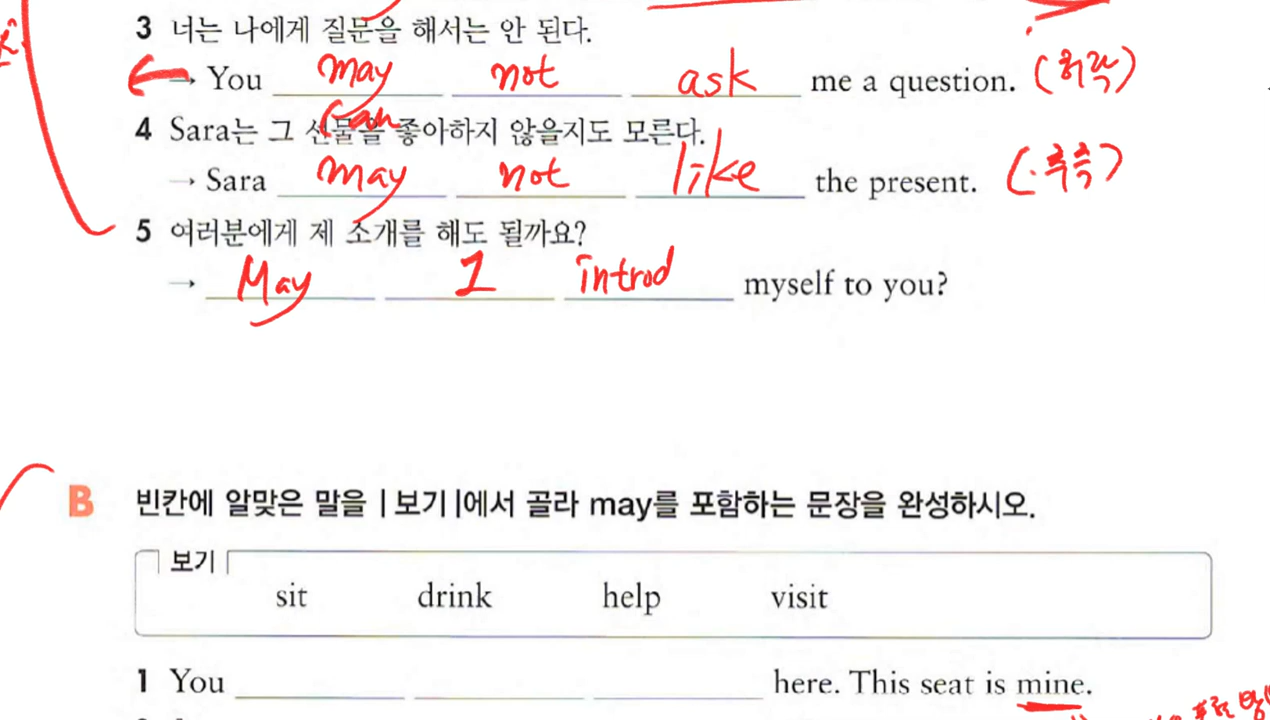 3 너는 나에게 질문을 해서는 안 된다.
→ You may not ask me a question. (허락)
can
4 Sara는 그 선물을 좋아하지 않을지도 모른다.
→ Sara may not like the present. (추측)
5 여러분에게 제 소개를 해도 될까요?
→ May I introd myself to you?
B 빈칸에 알맞은 말을 |보기|에서 골라 may를 포함하는 문장을 완성하시오.
보기
sit drink help visit
1 You ___ ___ ___ here. This seat is mine.